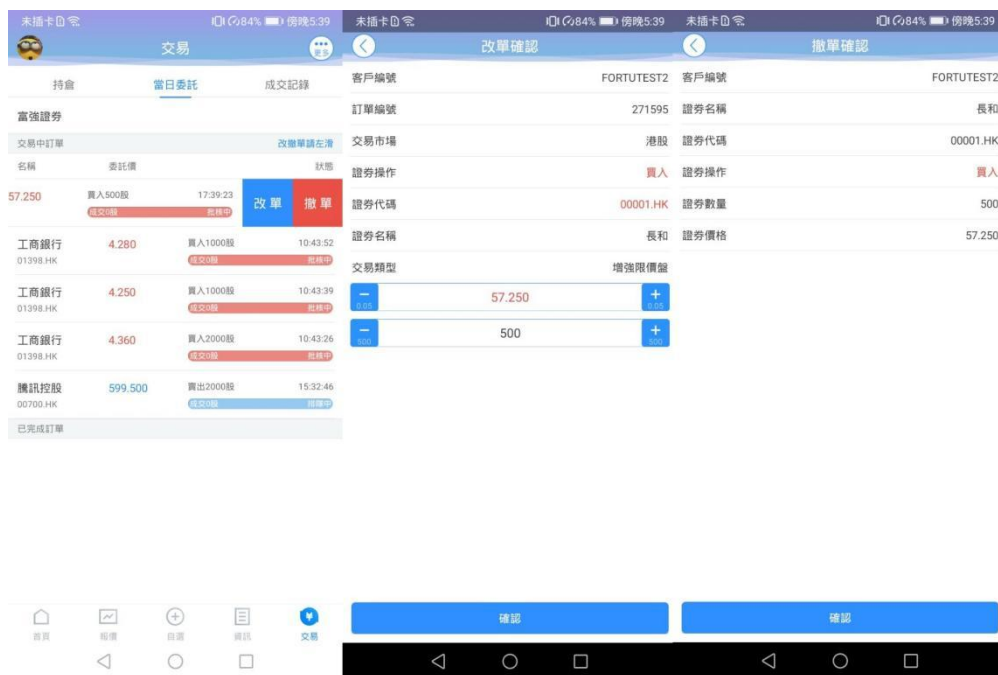 未插卡 84% 傍晚5:39
交易 更多
持倉 當日委託 成交記錄
富強證券
交易中訂單 改撤單請左滑
名稱 委託價 狀態
57.250 買入500股 17:39:23 改單 撤單
成交0股 批核中
工商銀行 4.280 買入1000股 10:43:52
01398.HK 成交0股 批核中
工商銀行 4.250 買入1000股 10:43:39
01398.HK 成交0股 批核中
工商銀行 4.360 買入2000股 10:43:26
01398.HK 成交0股 批核中
騰訊控股 599.500 賣出2000股 15:32:46
00700.HK 成交0股 排隊中
已完成訂單
首頁 報價 自選 資訊 交易
未插卡 84% 傍晚5:39
改單確認
客戶編號 FORTUTEST2
訂單編號 271595
交易市場 港股
證券操作 買入
證券代碼 00001.HK
證券名稱 長和
交易類型 增強限價盤
− 57.250 +
0.05 0.05
− 500 +
500 500
確認
未插卡 84% 傍晚5:39
撤單確認
客戶編號 FORTUTEST2
證券名稱 長和
證券代碼 00001.HK
證券操作 買入
證券數量 500
證券價格 57.250
確認